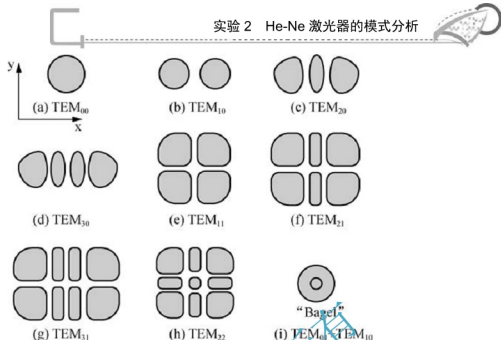 实验 2 He-Ne 激光器的模式分析
y
x
(a) TEM₀₀
(b) TEM₁₀
(c) TEM₂₀
(d) TEM₃₀
(e) TEM₁₁
(f) TEM₂₁
(g) TEM₃₁
(h) TEM₂₂
“Bagel”
(i) TEM₀₁ TEM₁₀